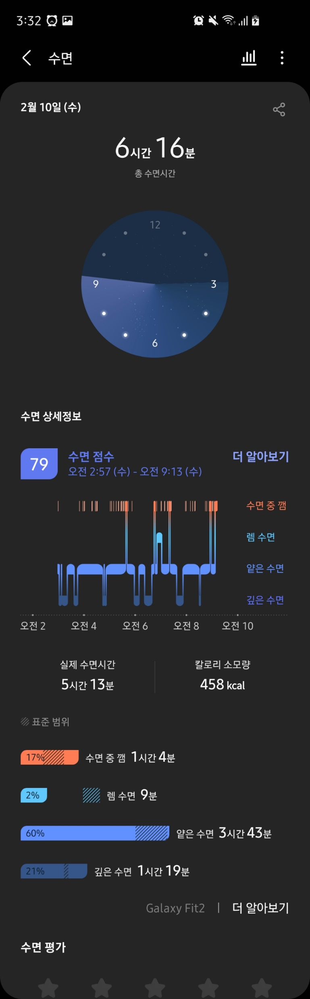 3:32
수면
2월 10일 (수)
6시간 16분
총 수면시간
12
9
3
6
수면 상세정보
79
수면 점수
더 알아보기
오전 2:57 (수) - 오전 9:13 (수)
수면 중 깸
렘 수면
얕은 수면
깊은 수면
오전 2 오전 4 오전 6 오전 8 오전 10
실제 수면시간
5시간 13분
칼로리 소모량
458 kcal
표준 범위
17% 수면 중 깸 1시간 4분
2% 렘 수면 9분
60% 얕은 수면 3시간 43분
21% 깊은 수면 1시간 19분
Galaxy Fit2 | 더 알아보기
수면 평가